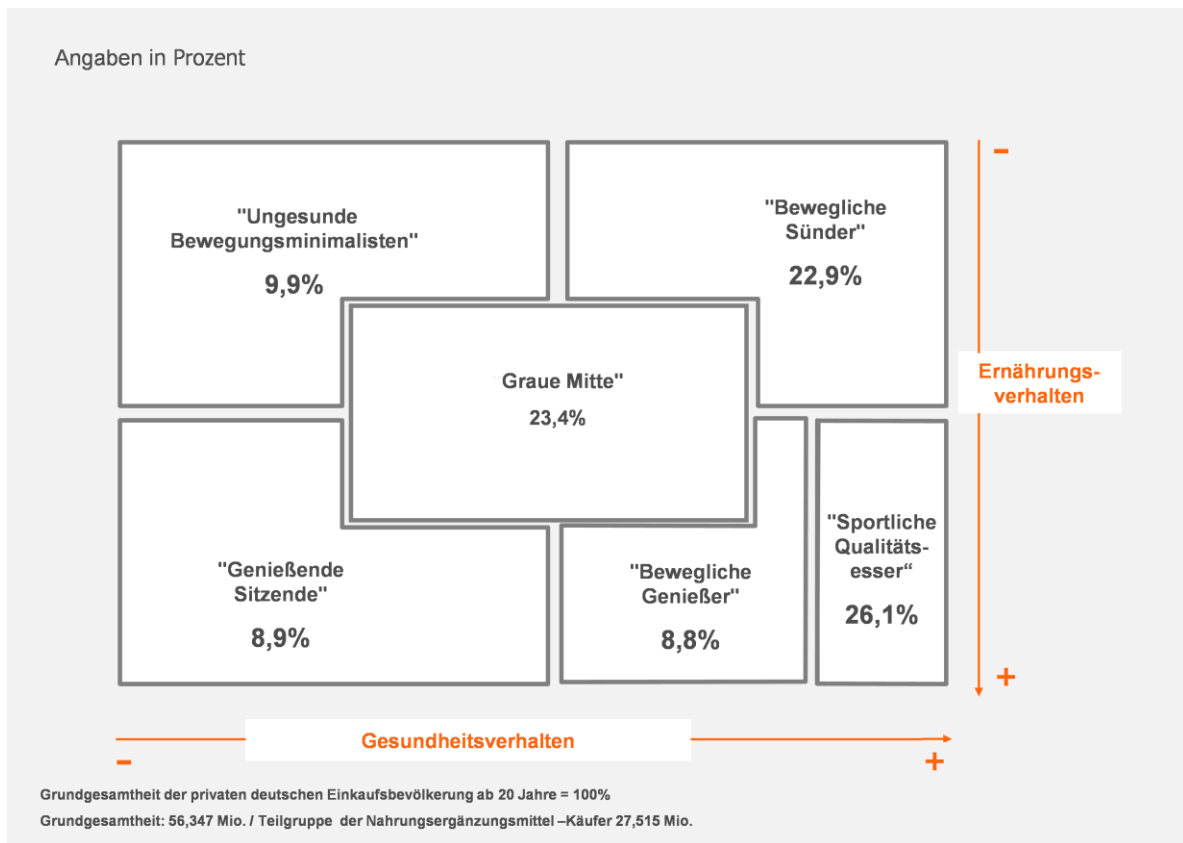 Angaben in Prozent
"Ungesunde
Bewegungsminimalisten"
9,9%
"Bewegliche
Sünder"
22,9%
Graue Mitte"
23,4%
"Genießende
Sitzende"
8,9%
"Bewegliche
Genießer"
8,8%
"Sportliche
Qualitäts-
esser“
26,1%
-
Ernährungs-
verhalten
+
Gesundheitsverhalten
-
+
Grundgesamtheit der privaten deutschen Einkaufsbevölkerung ab 20 Jahre = 100%
Grundgesamtheit: 56,347 Mio. / Teilgruppe der Nahrungsergänzungsmittel –Käufer 27,515 Mio.